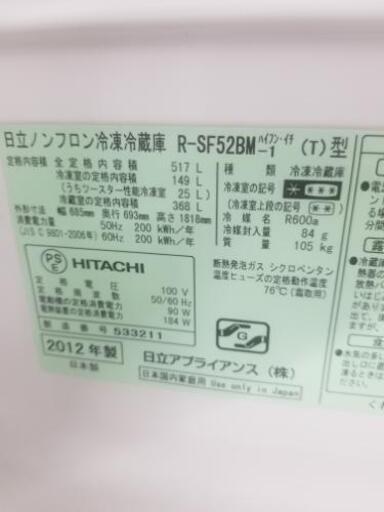 日立ノンフロン冷凍冷蔵庫 R-SF52BM ハイフン・イチ -1 (T) 型
定格内容積 全定格内容積 517 L
冷凍室の定格内容積 149 L
(うちツースター性能冷凍室 25 L)
冷蔵室の定格内容積 368 L
外形寸法 幅 685mm 奥行 693mm 高さ 1818mm
消費電力量 50Hz 200 kWh/年
(JIS C 9801-2006年) 60Hz 200 kWh/年
種類 冷凍冷蔵庫
冷凍室の記号
(冷凍室上段の記号)
冷媒 R600a
冷媒封入量 84 g
質量 105 kg
断熱発泡ガス シクロペンタン
温度ヒューズの定格動作温度
76℃ (霜取用)
PS
E
HITACHI
定格電圧 100 V
定格周波数 50/60 Hz
電動機の定格消費電力 90 W
電熱装置の定格消費電力 184 W
製造番号 533211
2012 年製
日本製
G
日立アプライアンス (株)
日本国内家庭用 Use only in Japan